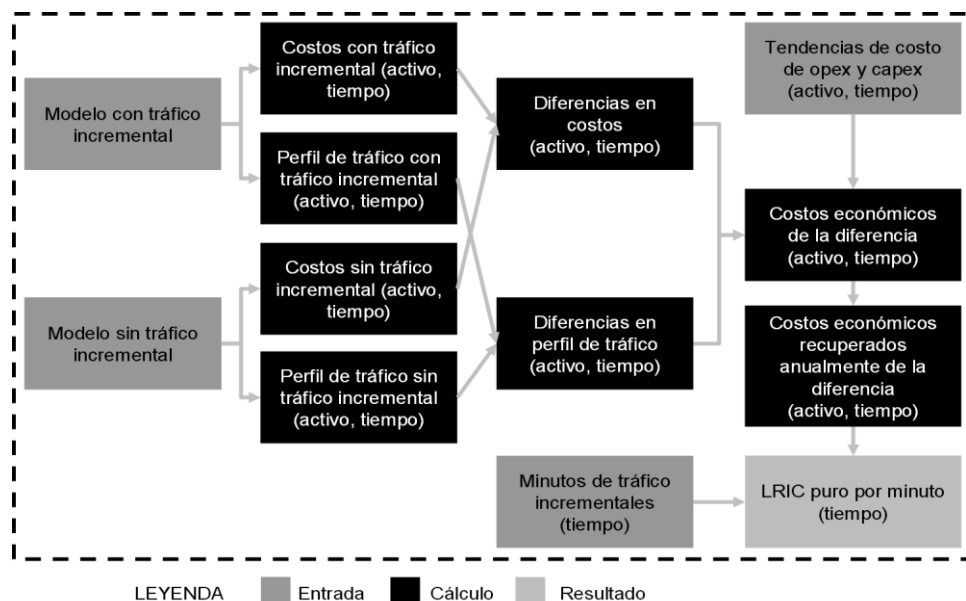 Modelo con tráfico
incremental
Modelo sin tráfico
incremental
Costos con tráfico
incremental (activo,
tiempo)
Perfil de tráfico con
tráfico incremental
(activo, tiempo)
Costos sin tráfico
incremental (activo,
tiempo)
Perfil de tráfico sin
tráfico incremental
(activo, tiempo)
Diferencias en
costos
(activo, tiempo)
Diferencias en
perfil de tráfico
(activo, tiempo)
Minutos de tráfico
incrementales
(tiempo)
Tendencias de costo
de opex y capex
(activo, tiempo)
Costos económicos
de la diferencia
(activo, tiempo)
Costos económicos
recuperados
anualmente de la
diferencia
(activo, tiempo)
LRIC puro por minuto
(tiempo)
LEYENDA
Entrada
Cálculo
Resultado